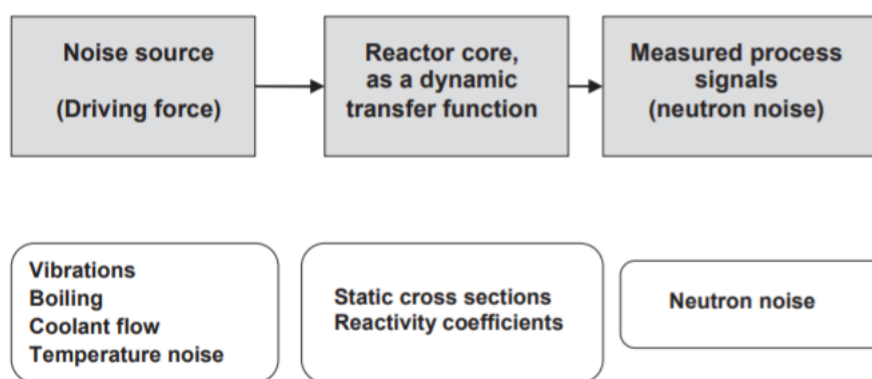 Noise source
(Driving force)
Reactor core,
as a dynamic
transfer function
Measured process
signals
(neutron noise)
Vibrations
Boiling
Coolant flow
Temperature noise
Static cross sections
Reactivity coefficients
Neutron noise